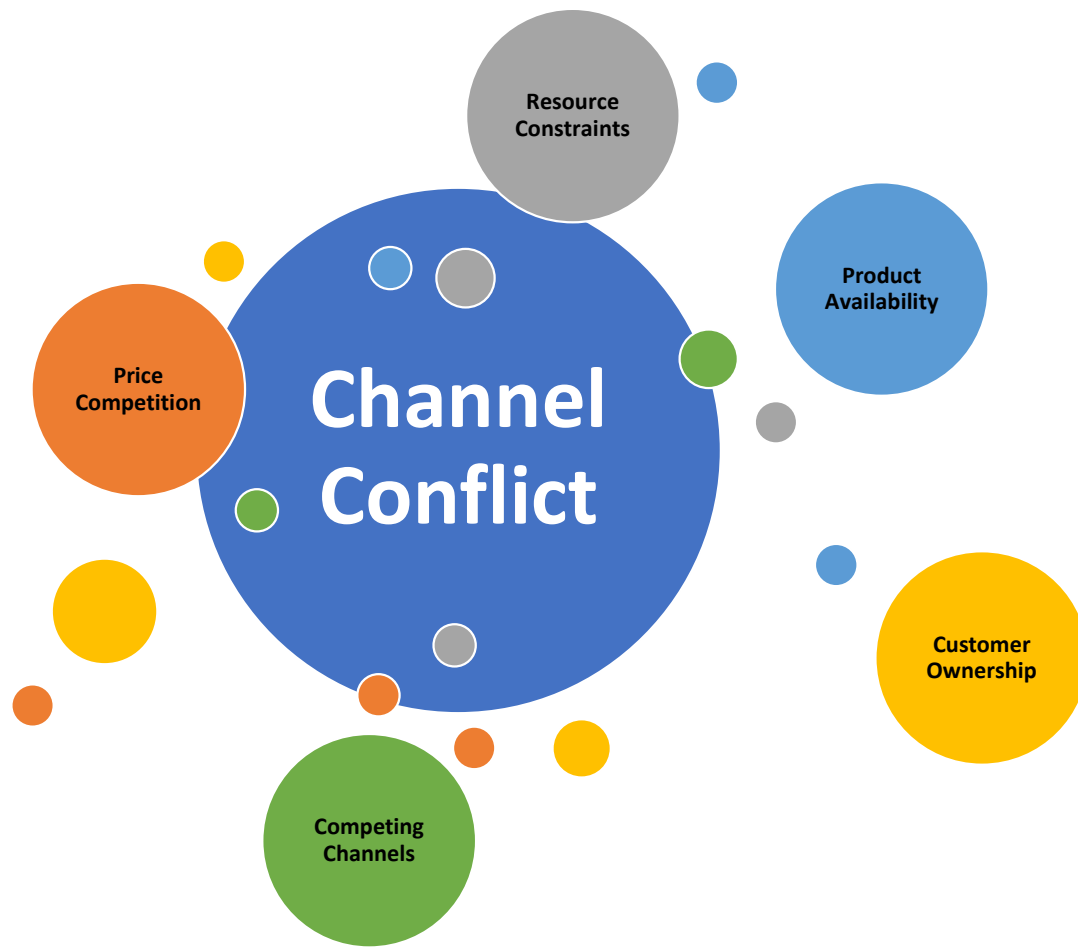 Resource
Constraints
Product
Availability
Price
Competition
Channel
Conflict
Customer
Ownership
Competing
Channels